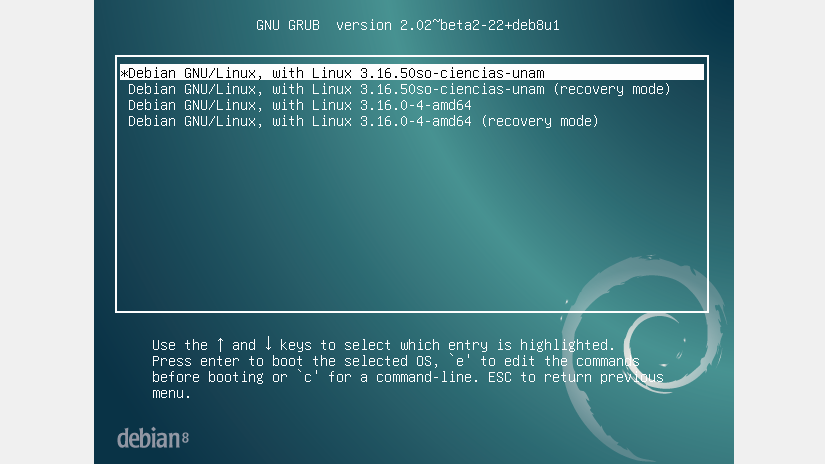 GNU GRUB  version 2.02~beta2-22+deb8u1
*Debian GNU/Linux, with Linux 3.16.50so-ciencias-unam
Debian GNU/Linux, with Linux 3.16.50so-ciencias-unam (recovery mode)
Debian GNU/Linux, with Linux 3.16.0-4-amd64
Debian GNU/Linux, with Linux 3.16.0-4-amd64 (recovery mode)
Use the ↑ and ↓ keys to select which entry is highlighted.
Press enter to boot the selected OS, `e' to edit the commands
before booting or `c' for a command-line. ESC to return previous
menu.
debian 8